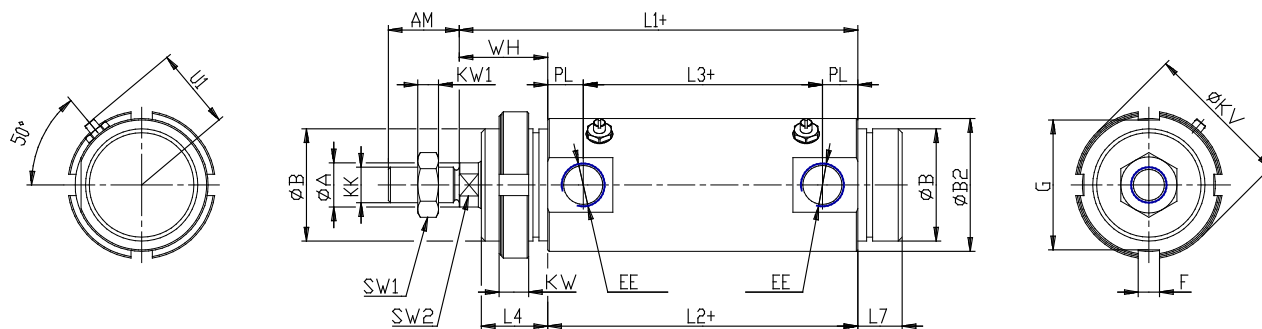 AM
L1+
WH
KW1
PL
L3+
PL
U1
50°
ØB
ØA
KK
ØB
ØB2
G
ØKV
SW1
SW2
KW
EE
EE
F
L4
L2+
L7